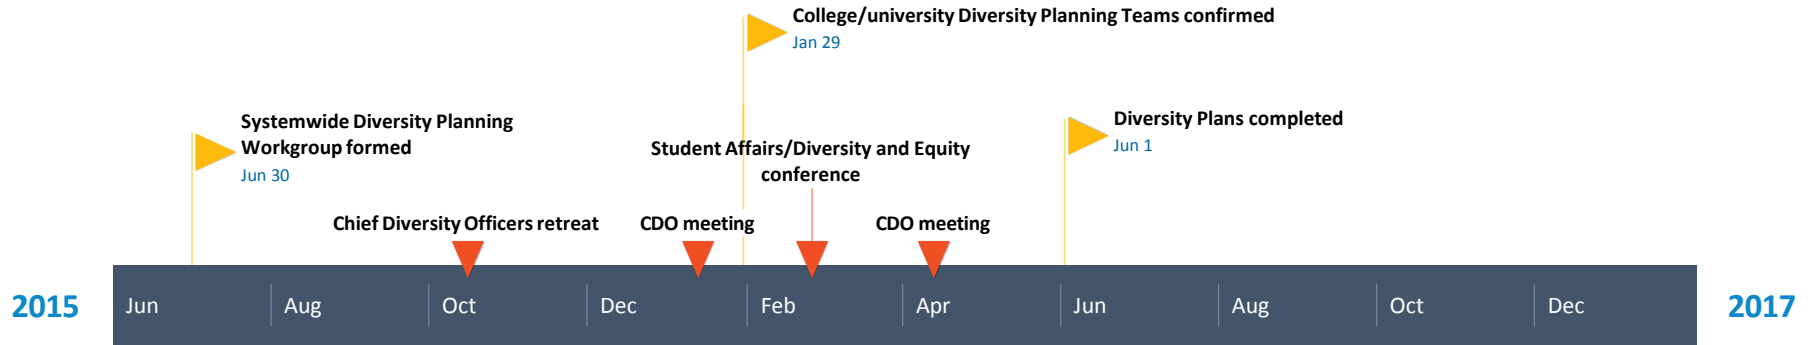 College/university Diversity Planning Teams confirmed
Jan 29
Systemwide Diversity Planning
Workgroup formed
Jun 30
Diversity Plans completed
Jun 1
Student Affairs/Diversity and Equity
conference
Chief Diversity Officers retreat
CDO meeting
CDO meeting
2015
Jun
Aug
Oct
Dec
Feb
Apr
Jun
Aug
Oct
Dec
2017